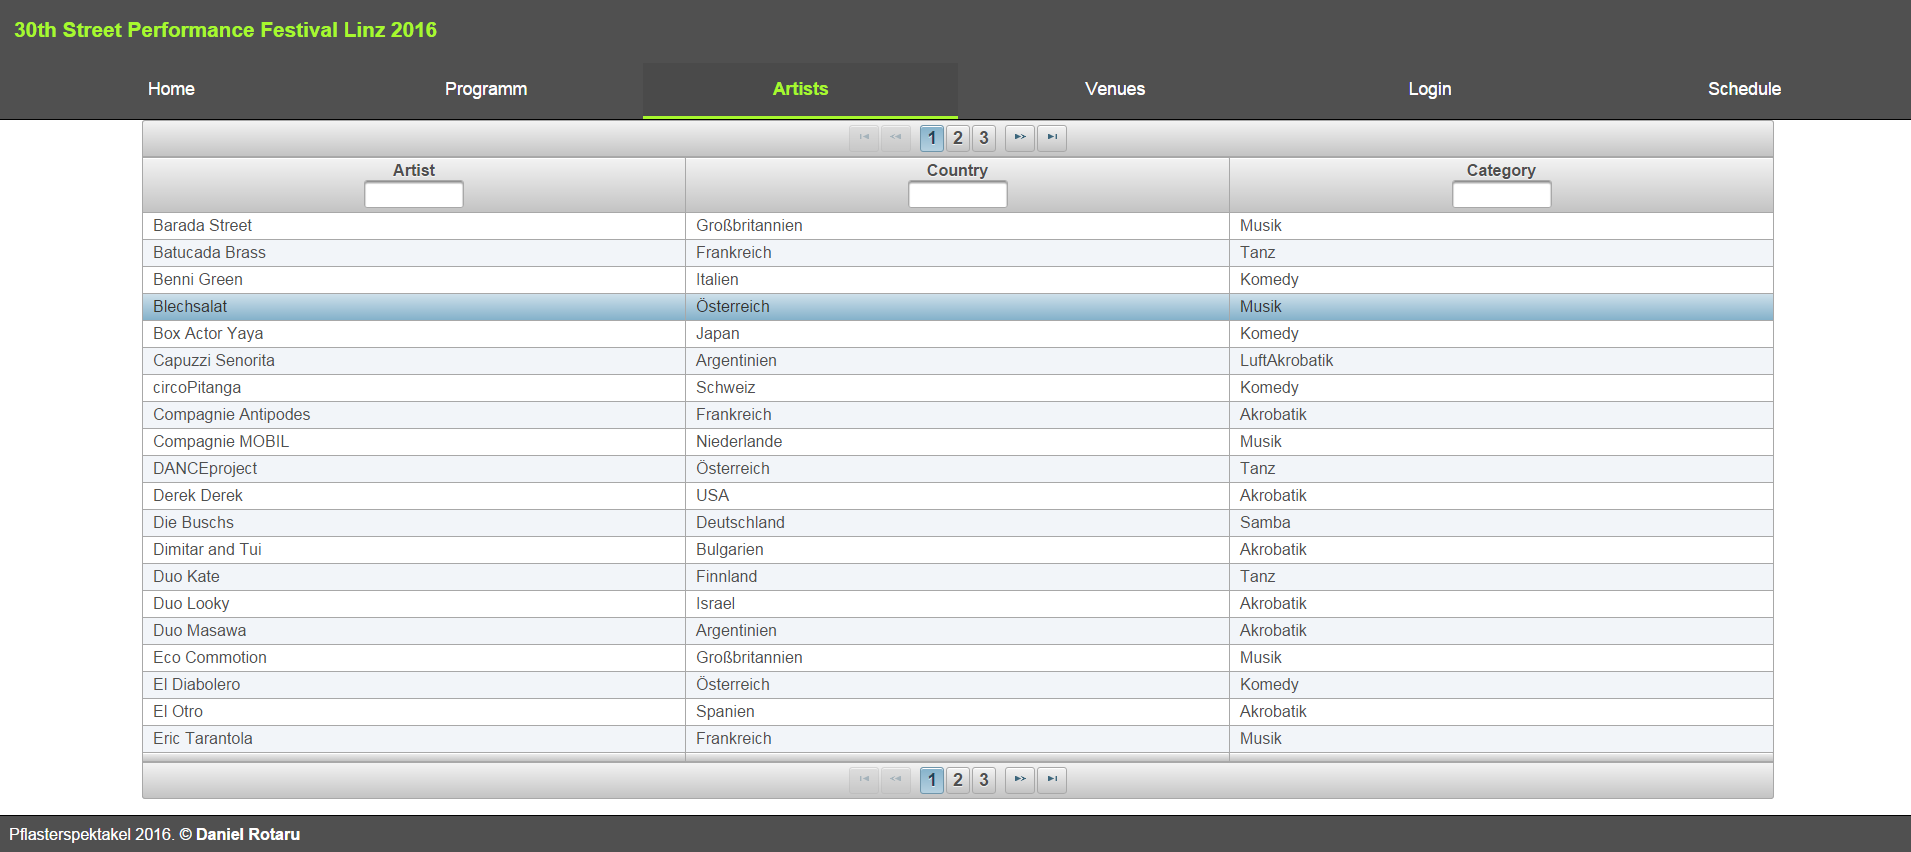 30th Street Performance Festival Linz 2016
Home Programm Artists Venues Login Schedule
1 2 3
Artist Country Category
Barada Street Großbritannien Musik
Batucada Brass Frankreich Tanz
Benni Green Italien Komedy
Blechsalat Österreich Musik
Box Actor Yaya Japan Komedy
Capuzzi Senorita Argentinien LuftAkrobatik
circoPitanga Schweiz Komedy
Compagnie Antipodes Frankreich Akrobatik
Compagnie MOBIL Niederlande Musik
DANCEproject Österreich Tanz
Derek Derek USA Akrobatik
Die Buschs Deutschland Samba
Dimitar and Tui Bulgarien Akrobatik
Duo Kate Finnland Tanz
Duo Looky Israel Akrobatik
Duo Masawa Argentinien Akrobatik
Eco Commotion Großbritannien Musik
El Diabolero Österreich Komedy
El Otro Spanien Akrobatik
Eric Tarantola Frankreich Musik
1 2 3
Pflasterspektakel 2016. © Daniel Rotaru